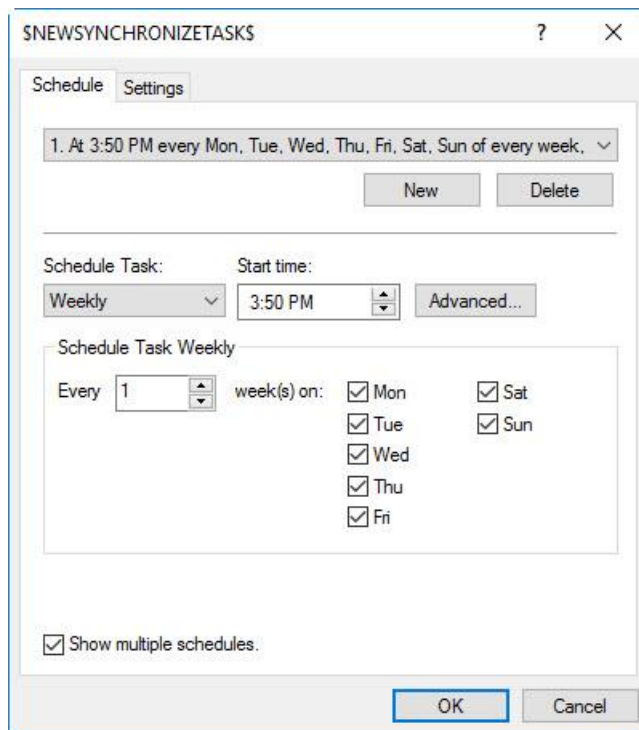 $NEWSYNCHRONIZETASK$ ?
Schedule Settings
1. At 3:50 PM every Mon, Tue, Wed, Thu, Fri, Sat, Sun of every week,
New Delete
Schedule Task: Start time:
Weekly 3:50 PM Advanced...
Schedule Task Weekly
Every 1 week(s) on: Mon Sat
Tue Sun
Wed
Thu
Fri
Show multiple schedules.
OK Cancel